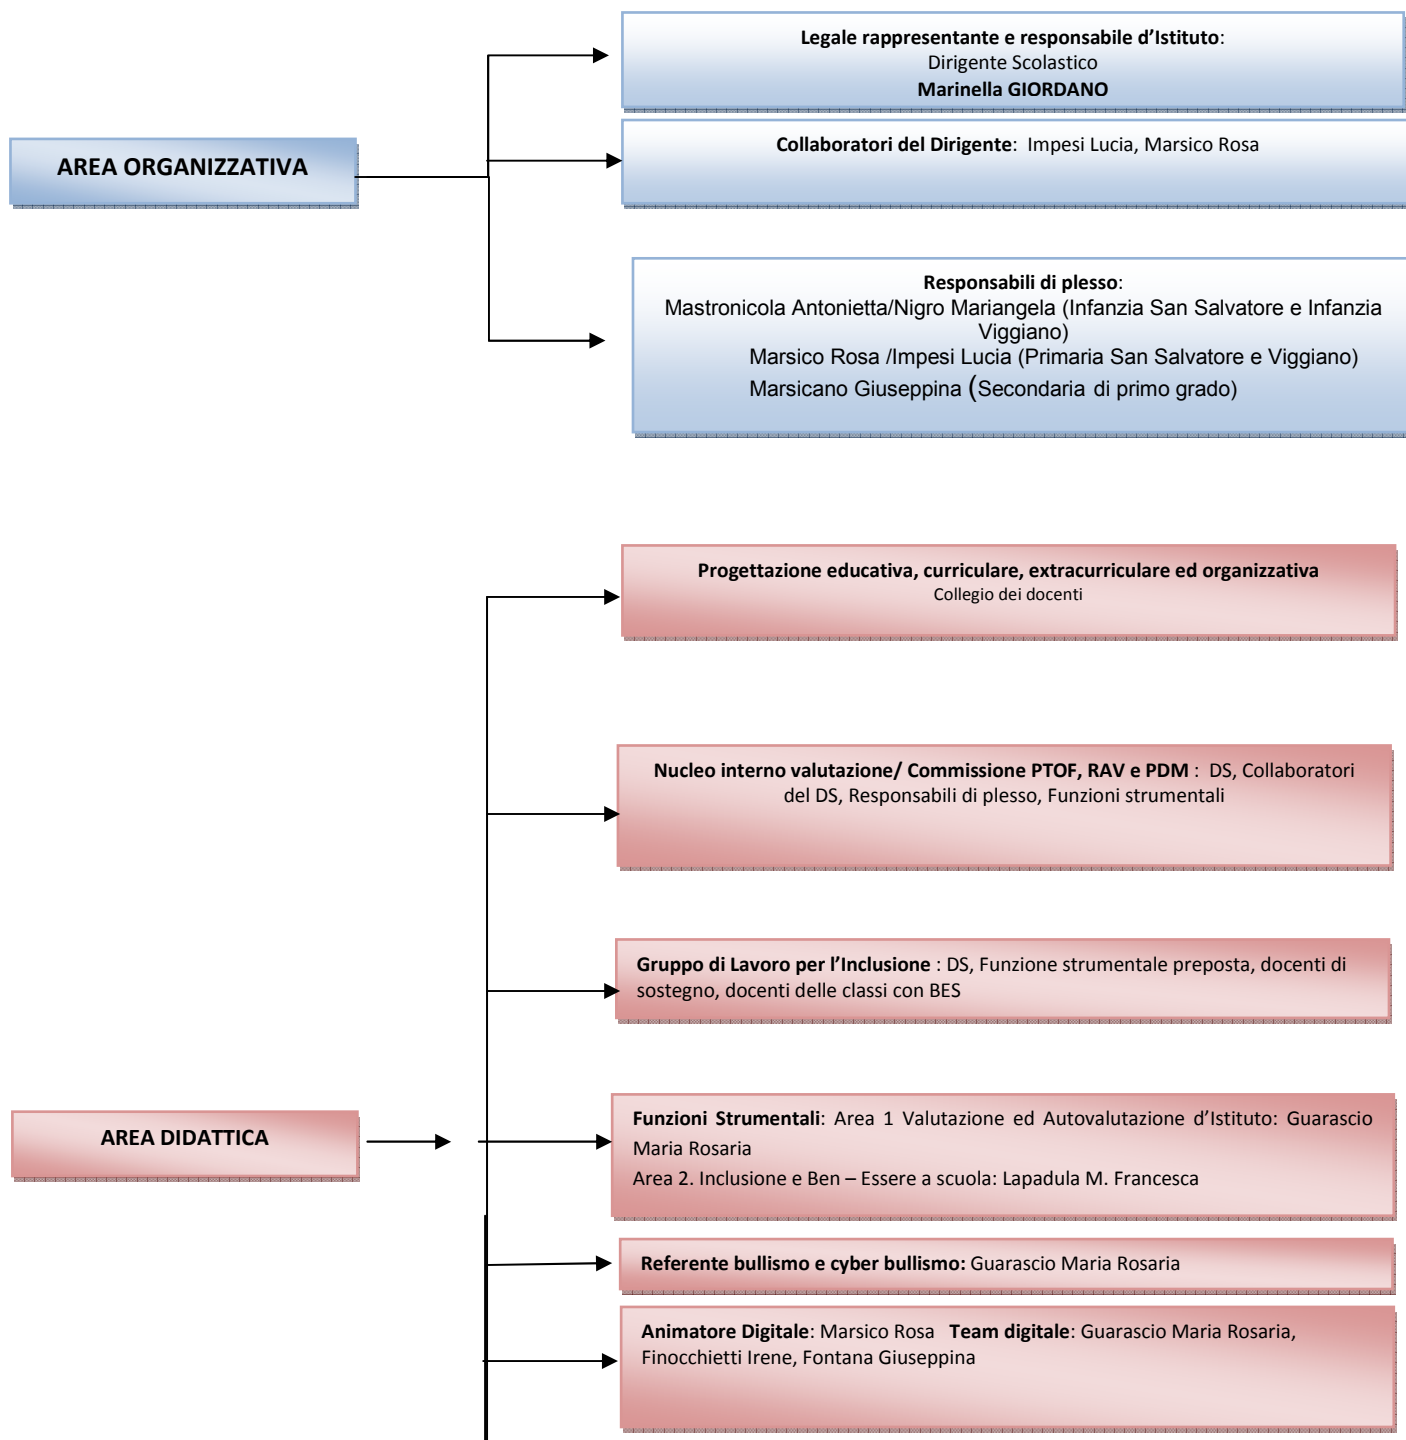 Legale rappresentante e responsabile d’Istituto:
Dirigente Scolastico
Marinella GIORDANO
AREA ORGANIZZATIVA
Collaboratori del Dirigente: Impesi Lucia, Marsico Rosa
Responsabili di plesso:
Mastronicola Antonietta/Nigro Mariangela (Infanzia San Salvatore e Infanzia
Viggiano)
Marsico Rosa /Impesi Lucia (Primaria San Salvatore e Viggiano)
Marsicano Giuseppina (Secondaria di primo grado)
Progettazione educativa, curriculare, extracurriculare ed organizzativa
Collegio dei docenti
Nucleo interno valutazione/ Commissione PTOF, RAV e PDM : DS, Collaboratori
del DS, Responsabili di plesso, Funzioni strumentali
Gruppo di Lavoro per l’Inclusione : DS, Funzione strumentale preposta, docenti di
sostegno, docenti delle classi con BES
AREA DIDATTICA
Funzioni Strumentali: Area 1 Valutazione ed Autovalutazione d’Istituto: Guarascio
Maria Rosaria
Area 2. Inclusione e Ben – Essere a scuola: Lapadula M. Francesca
Referente bullismo e cyber bullismo: Guarascio Maria Rosaria
Animatore Digitale: Marsico Rosa Team digitale: Guarascio Maria Rosaria,
Finocchietti Irene, Fontana Giuseppina